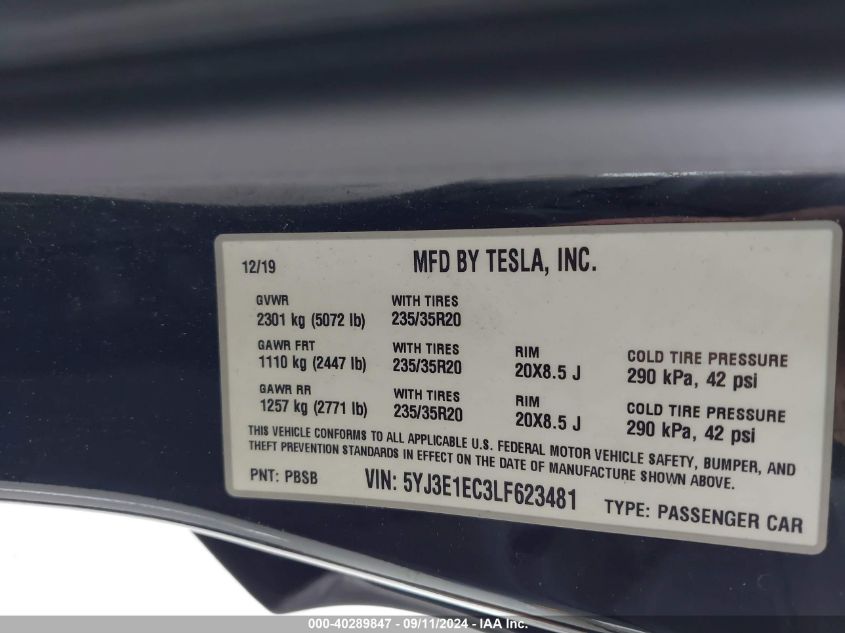 12/19 MFD BY TESLA, INC.
GVWR WITH TIRES
2301 kg (5072 lb) 235/35R20
GAWR FRT WITH TIRES RIM COLD TIRE PRESSURE
1110 kg (2447 lb) 235/35R20 20X8.5 J 290 kPa, 42 psi
GAWR RR WITH TIRES RIM COLD TIRE PRESSURE
1257 kg (2771 lb) 235/35R20 20X8.5 J 290 kPa, 42 psi
THIS VEHICLE CONFORMS TO ALL APPLICABLE U.S. FEDERAL MOTOR VEHICLE SAFETY, BUMPER, AND
THEFT PREVENTION STANDARDS IN EFFECT ON THE DATE OF MANUFACTURE SHOWN ABOVE.
PNT: PBSB VIN: 5YJ3E1EC3LF623481 TYPE: PASSENGER CAR
000-40289847 - 09/11/2024 - IAA Inc.